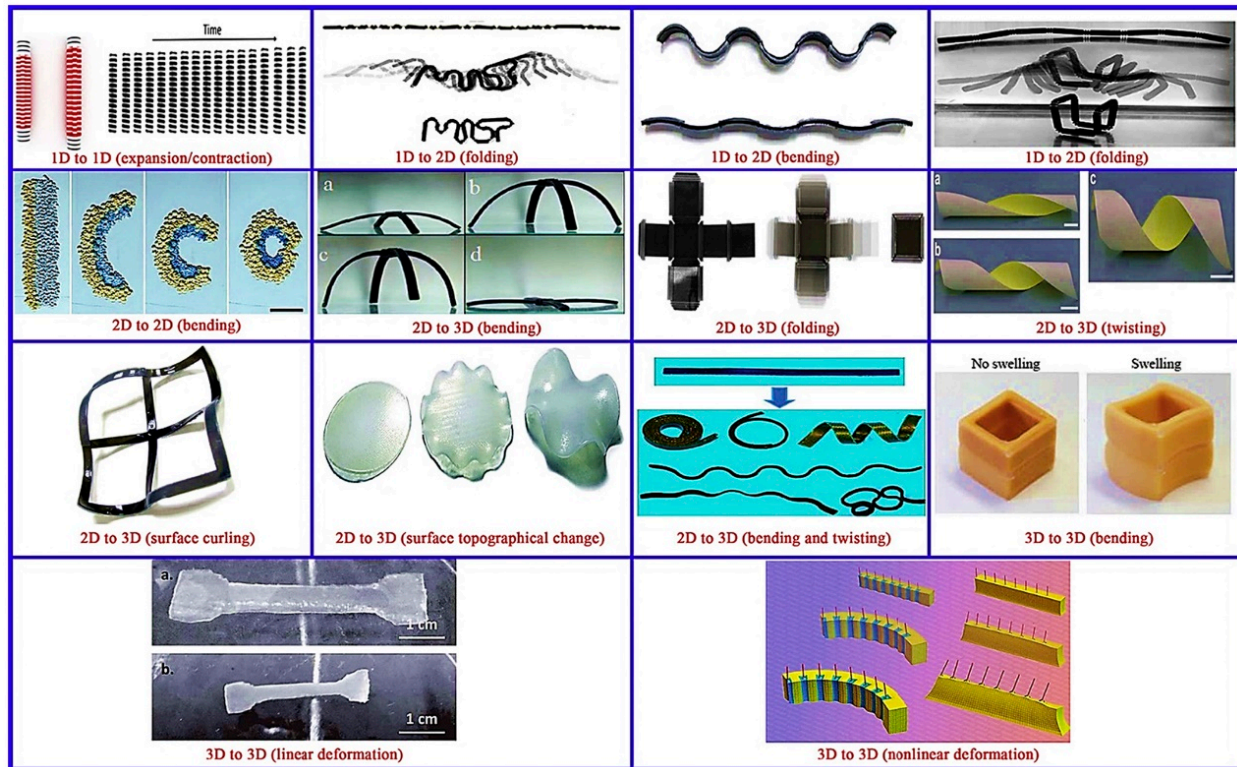 Time
1D to 1D (expansion/contraction)
1D to 2D (folding)
1D to 2D (bending)
1D to 2D (folding)
2D to 2D (bending)
a
b
c
d
2D to 3D (bending)
2D to 3D (folding)
a
c
b
2D to 3D (twisting)
2D to 3D (surface curling)
2D to 3D (surface topographical change)
2D to 3D (bending and twisting)
No swelling
Swelling
3D to 3D (bending)
a.
1 cm
b.
1 cm
3D to 3D (linear deformation)
3D to 3D (nonlinear deformation)